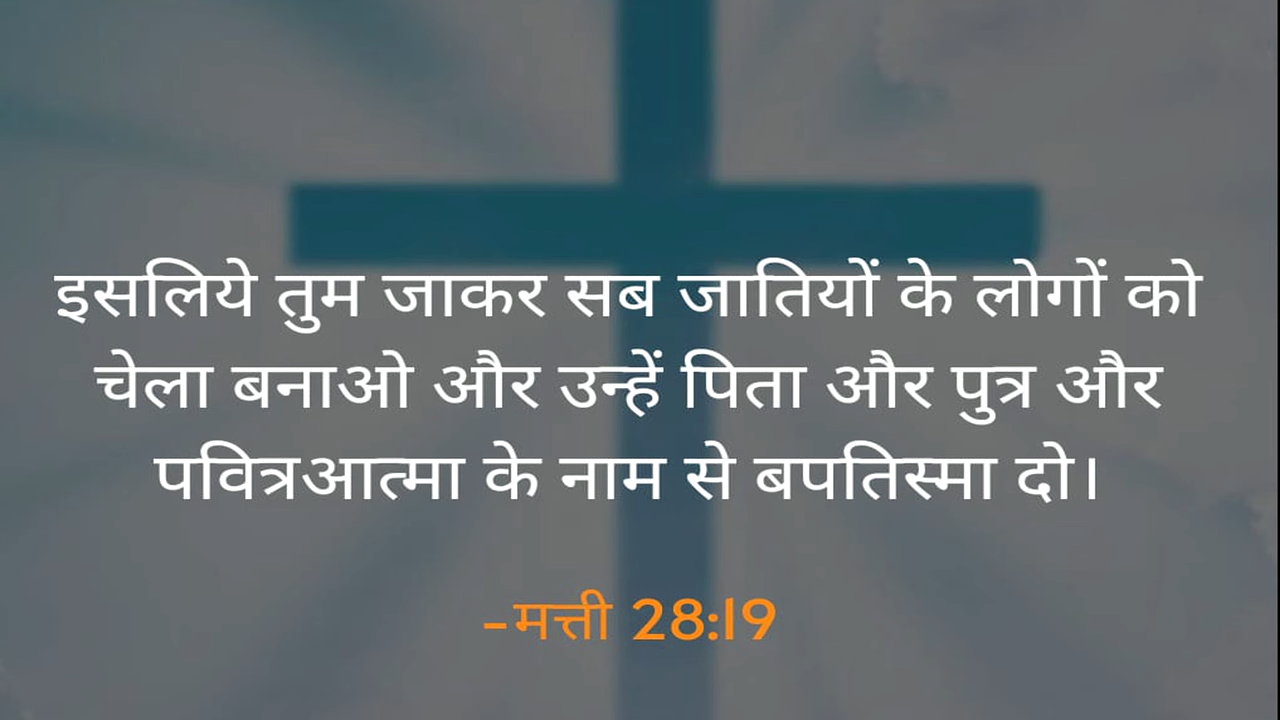 इसलिये तुम जाकर सब जातियों के लोगों को
चेला बनाओ और उन्हें पिता और पुत्र और
पवित्रआत्मा के नाम से बपतिस्मा दो।
-मत्ती 28:19